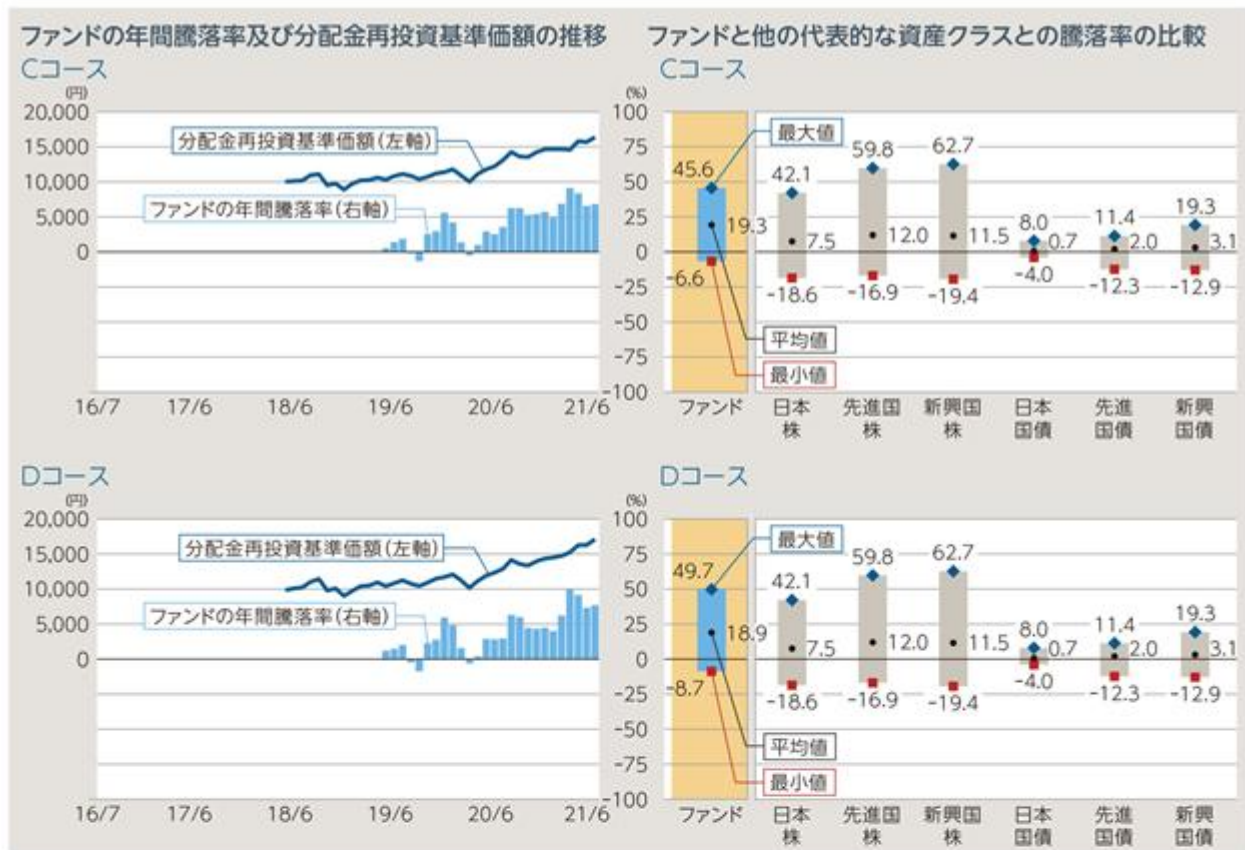 ファンドの年間騰落率及び分配金再投資基準価額の推移
Cコース
(円)
20,000
15,000
10,000
5,000
0
分配金再投資基準価額(左軸)
ファンドの年間騰落率(右軸)
16/7 17/6 18/6 19/6 20/6 21/6
ファンドと他の代表的な資産クラスとの騰落率の比較
Cコース
(%)
100
75
50
25
0
-25
-50
-75
-100
最大値
平均値
最小値
45.6 42.1 59.8 62.7 8.0 11.4 19.3
19.3 7.5 12.0 11.5 0.7 2.0 3.1
-6.6 -18.6 -16.9 -19.4 -4.0 -12.3 -12.9
ファンド 日本株 先進国株 新興国株 日本国債 先進国債 新興国債
Dコース
(円)
20,000
15,000
10,000
5,000
0
分配金再投資基準価額(左軸)
ファンドの年間騰落率(右軸)
16/7 17/6 18/6 19/6 20/6 21/6
Dコース
(%)
100
75
50
25
0
-25
-50
-75
-100
最大値
平均値
最小値
49.7 42.1 59.8 62.7 8.0 11.4 19.3
18.9 7.5 12.0 11.5 0.7 2.0 3.1
-8.7 -18.6 -16.9 -19.4 -4.0 -12.3 -12.9
ファンド 日本株 先進国株 新興国株 日本国債 先進国債 新興国債